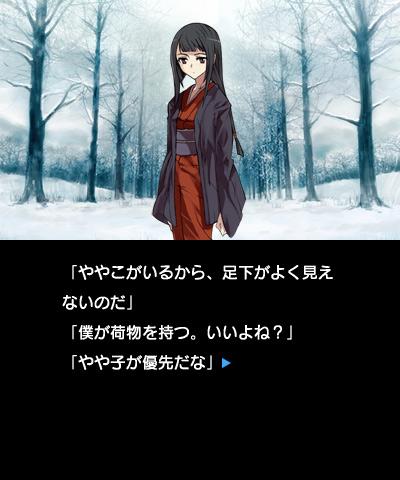 「ややこがいるから、足下がよく見え
ないのだ」
「僕が荷物を持つ。いいよね？」
「やや子が優先だな」